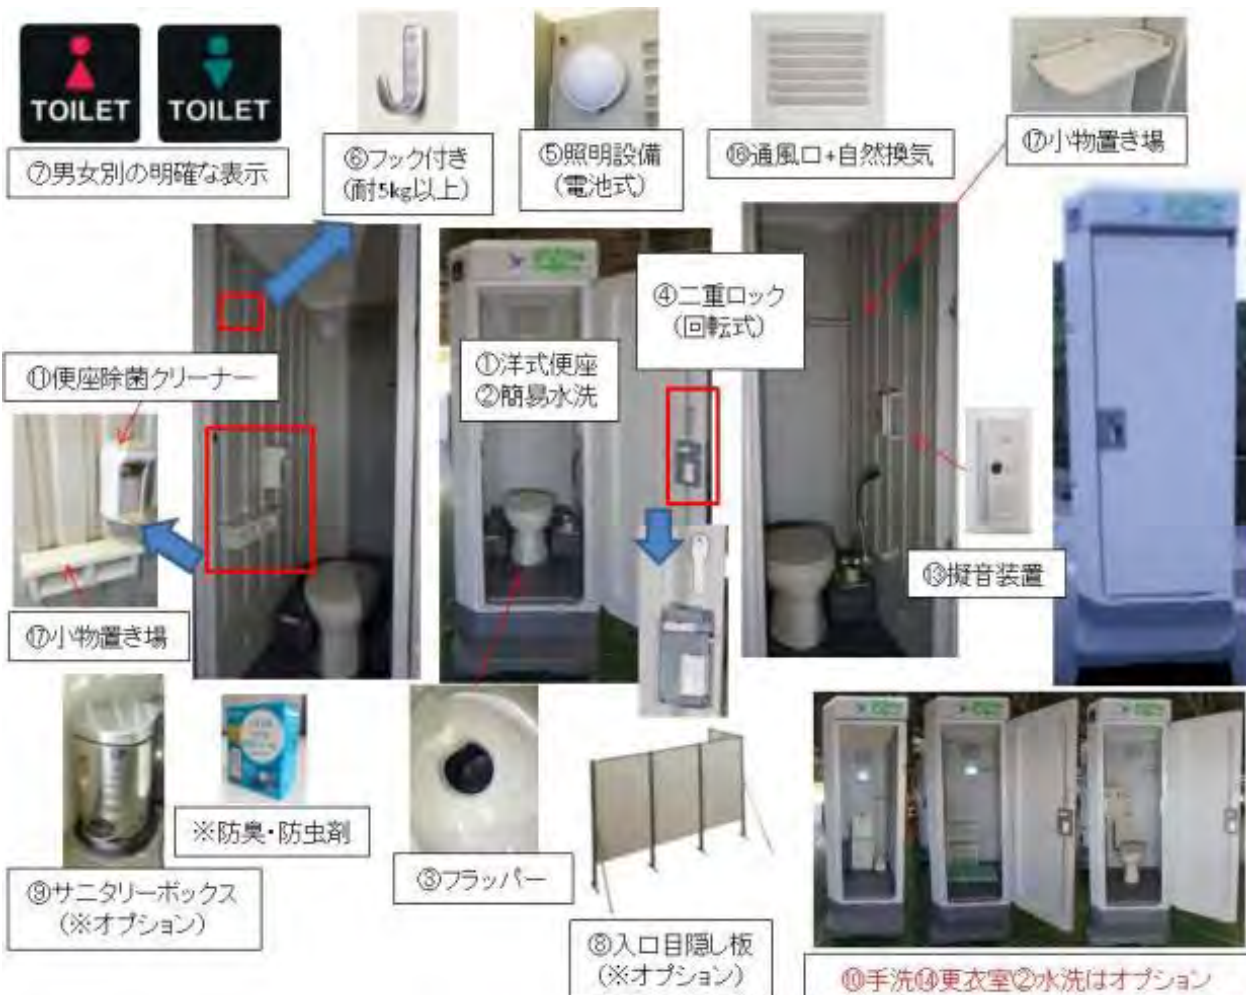 TOILET
TOILET
⑦男女別の明確な表示
⑥フック付き
(耐5kg以上)
⑤照明設備
(電池式)
⑯通風口+自然換気
⑰小物置き場
④二重ロック
(回転式)
①洋式便座
②簡易水洗
⑪便座除菌クリーナー
⑬擬音装置
⑰小物置き場
⑨サニタリーボックス
(※オプション)
※防臭・防虫剤
③フラッパー
⑧入口目隠し板
(※オプション)
⑩手洗⑭更衣室②水洗はオプション